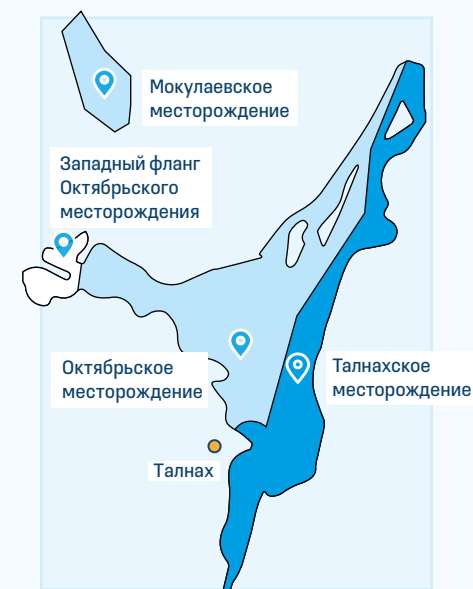 Мокулаевское
месторождение
Западный фланг
Октябрьского
месторождения
Октябрьское
месторождение
Талнахское
месторождение
Талнах